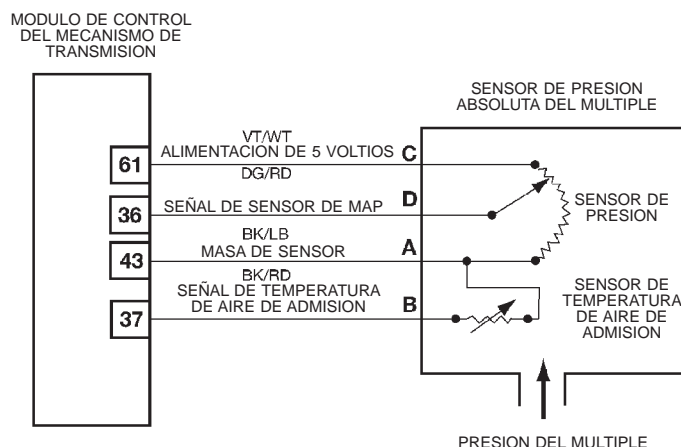 MODULO DE CONTROL
DEL MECANISMO DE
TRANSMISION
SENSOR DE PRESION
ABSOLUTA DEL MULTIPLE
61
VT/WT
ALIMENTACION DE 5 VOLTIOS
C
DG/RD
36
SEÑAL DE SENSOR DE MAP
D
SENSOR DE
PRESION
BK/LB
43
MASA DE SENSOR
A
BK/RD
SEÑAL DE TEMPERATURA
DE AIRE DE ADMISION
37
B
SENSOR DE
TEMPERATURA
DE AIRE DE
ADMISION
PRESION DEL MULTIPLE